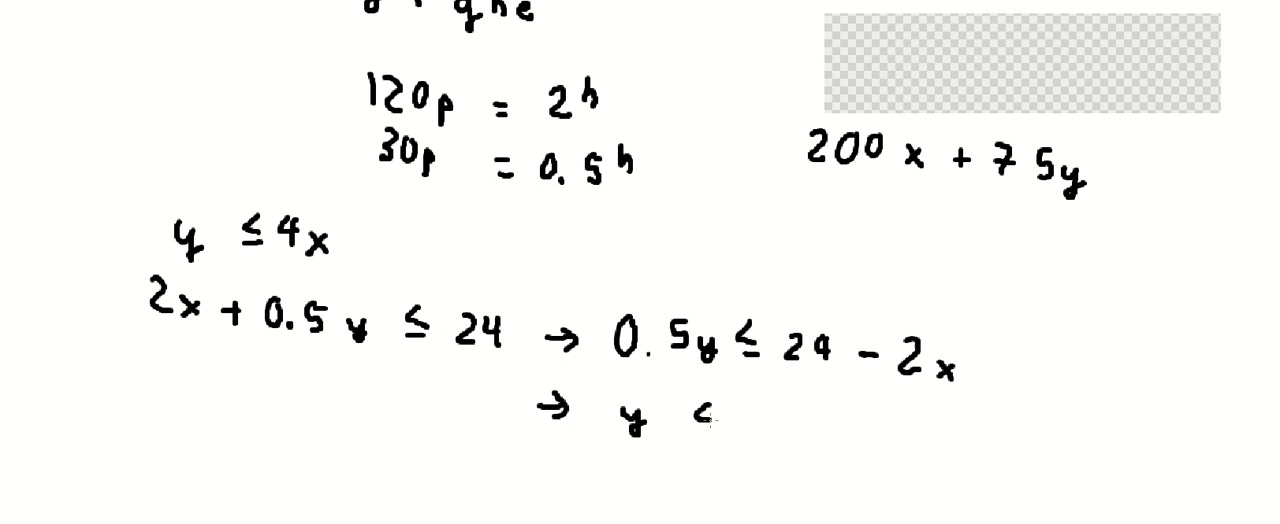 120p = 2h
30p = 0.5h
200x + 75y
y ≤ 4x
2x + 0.5y ≤ 24 → 0.5y ≤ 24 - 2x
→ y <